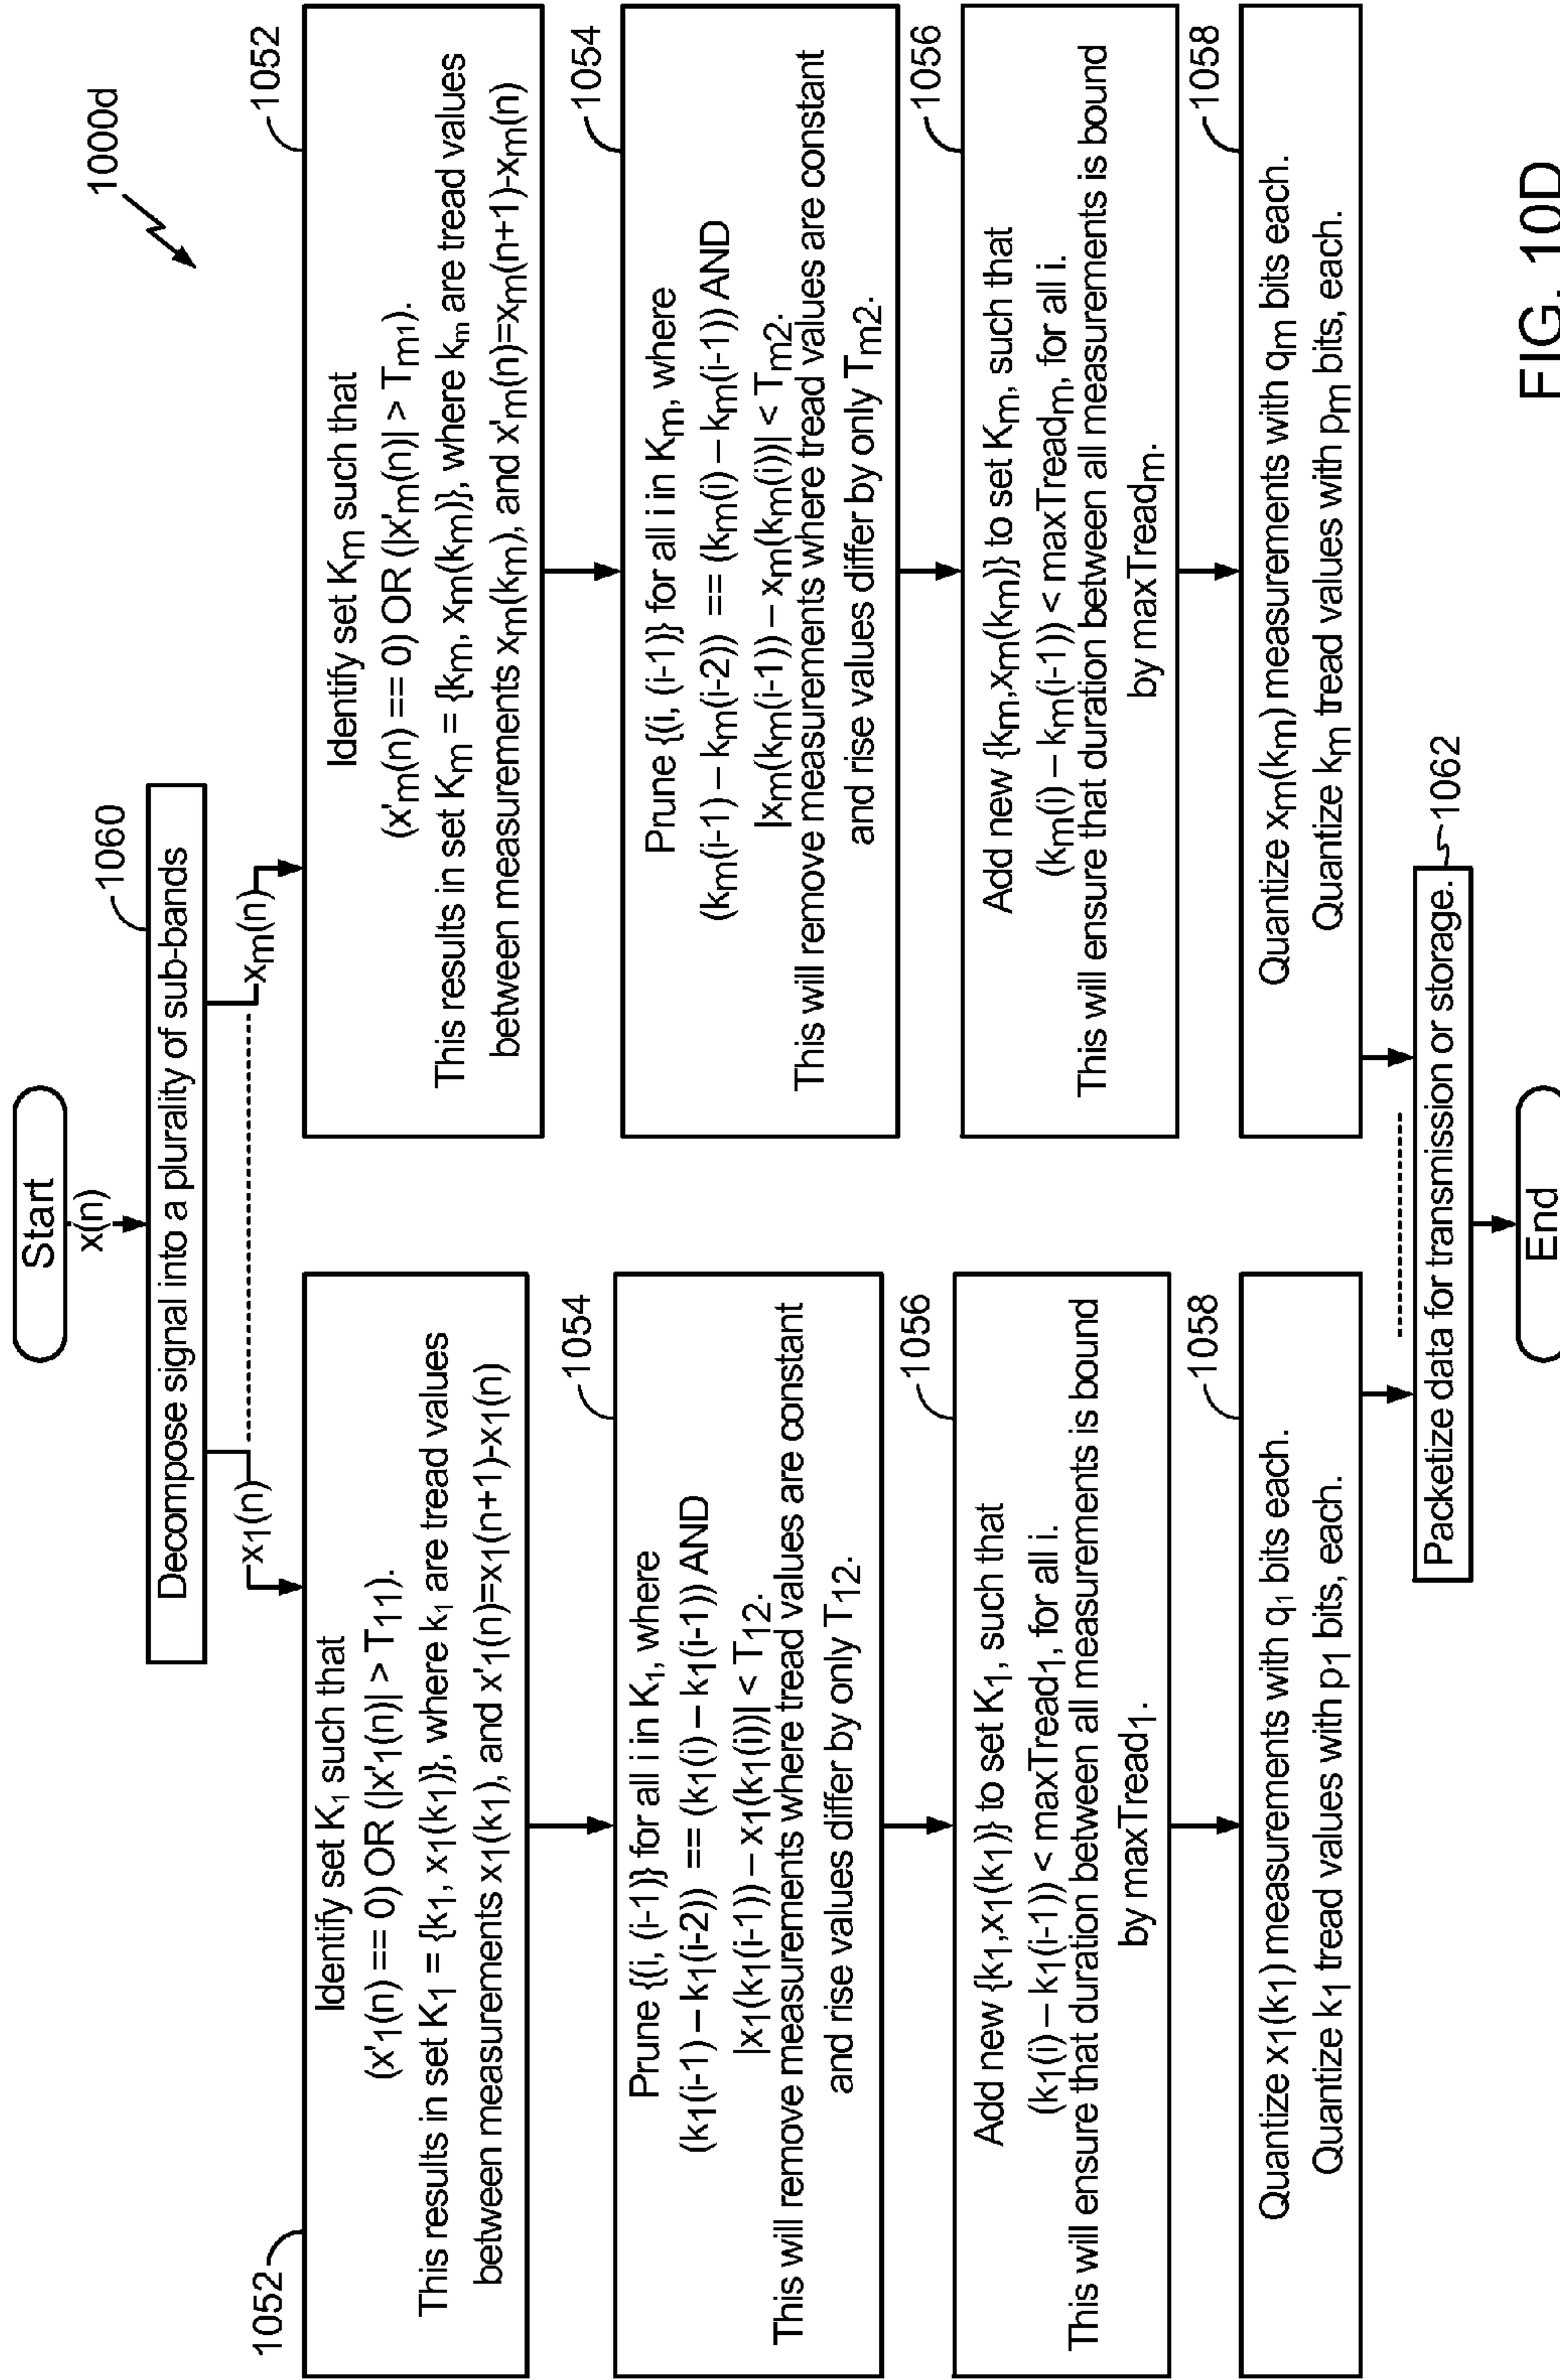 1000d
Start
x(n)
1060
Decompose signal into a plurality of sub-bands
x1(n)
xm(n)
1052
Identify set K1 such that
(x'1(n) == 0) OR (|x'1(n)| > T11).
This results in set K1 = {k1, x1(k1)}, where k1 are tread values
between measurements x1(k1), and x'1(n)=x1(n+1)-x1(n)
1054
Prune {(i, (i-1)} for all i in K1, where
(k1(i-1) – k1(i-2)) == (k1(i) – k1(i-1)) AND
|x1(k1(i-1)) – x1(k1(i))| < T12.
This will remove measurements where tread values are constant
and rise values differ by only T12.
1056
Add new {k1,x1(k1)} to set K1, such that
(k1(i) – k1(i-1)) < maxTread1, for all i.
This will ensure that duration between all measurements is bound
by maxTread1.
1058
Quantize x1(k1) measurements with q1 bits each.
Quantize k1 tread values with p1 bits, each.
1052
Identify set Km such that
(x'm(n) == 0) OR (|x'm(n)| > Tm1).
This results in set Km = {km, xm(km)}, where km are tread values
between measurements xm(km), and x'm(n)=xm(n+1)-xm(n)
1054
Prune {(i, (i-1)} for all i in Km, where
(km(i-1) – km(i-2)) == (km(i) – km(i-1)) AND
|xm(km(i-1)) – xm(km(i))| < Tm2.
This will remove measurements where tread values are constant
and rise values differ by only Tm2.
1056
Add new {km,xm(km)} to set Km, such that
(km(i) – km(i-1)) < maxTreadm, for all i.
This will ensure that duration between all measurements is bound
by maxTreadm.
1058
Quantize xm(km) measurements with qm bits each.
Quantize km tread values with pm bits, each.
Packetize data for transmission or storage.
1062
End
FIG. 10D